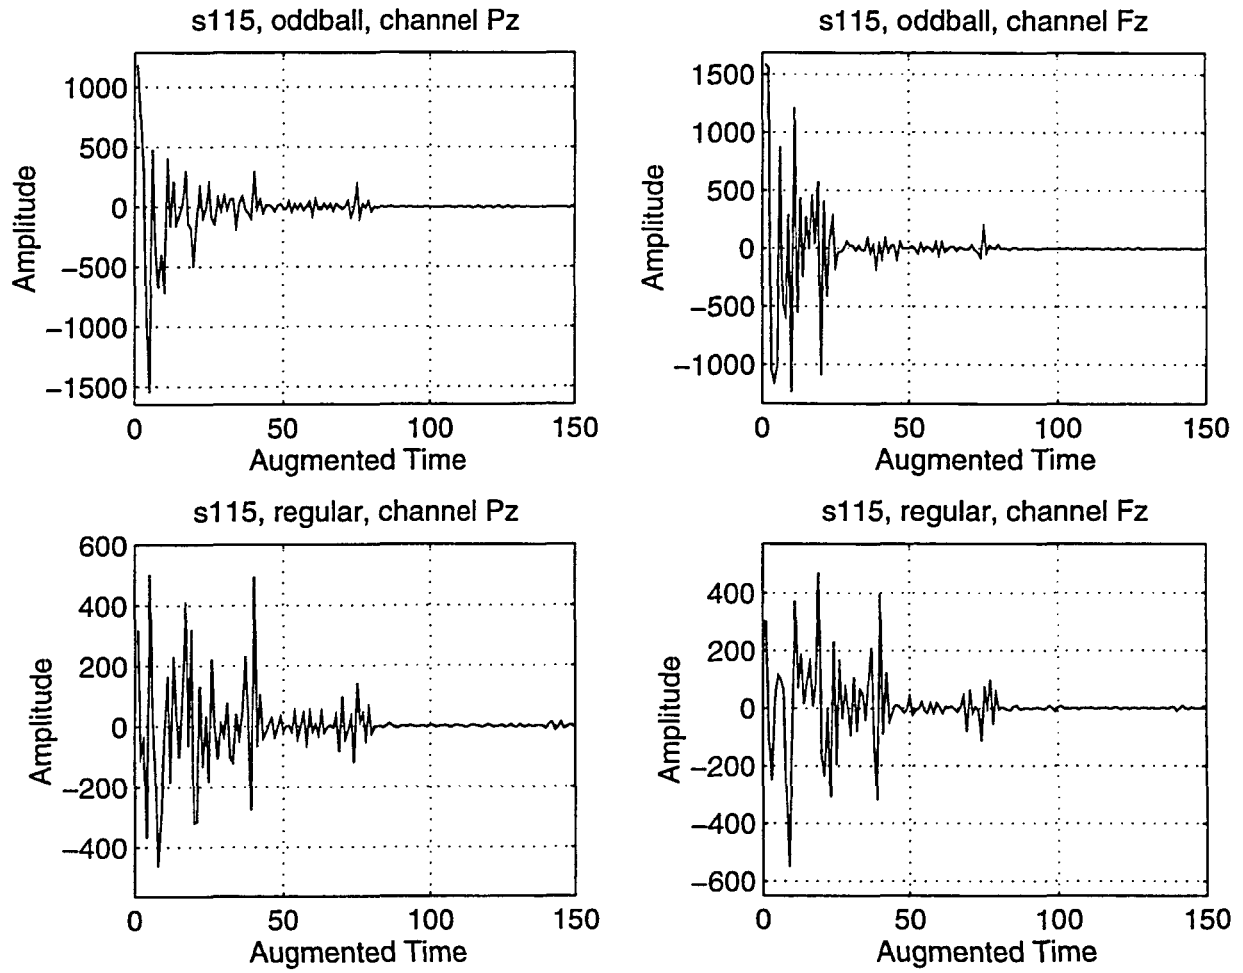 s115, oddball, channel Pz
1000
500
0
−500
−1000
−1500
Amplitude
0 50 100 150
Augmented Time
s115, oddball, channel Fz
1500
1000
500
0
−500
−1000
Amplitude
0 50 100 150
Augmented Time
s115, regular, channel Pz
600
400
200
0
−200
−400
Amplitude
0 50 100 150
Augmented Time
s115, regular, channel Fz
400
200
0
−200
−400
−600
Amplitude
0 50 100 150
Augmented Time